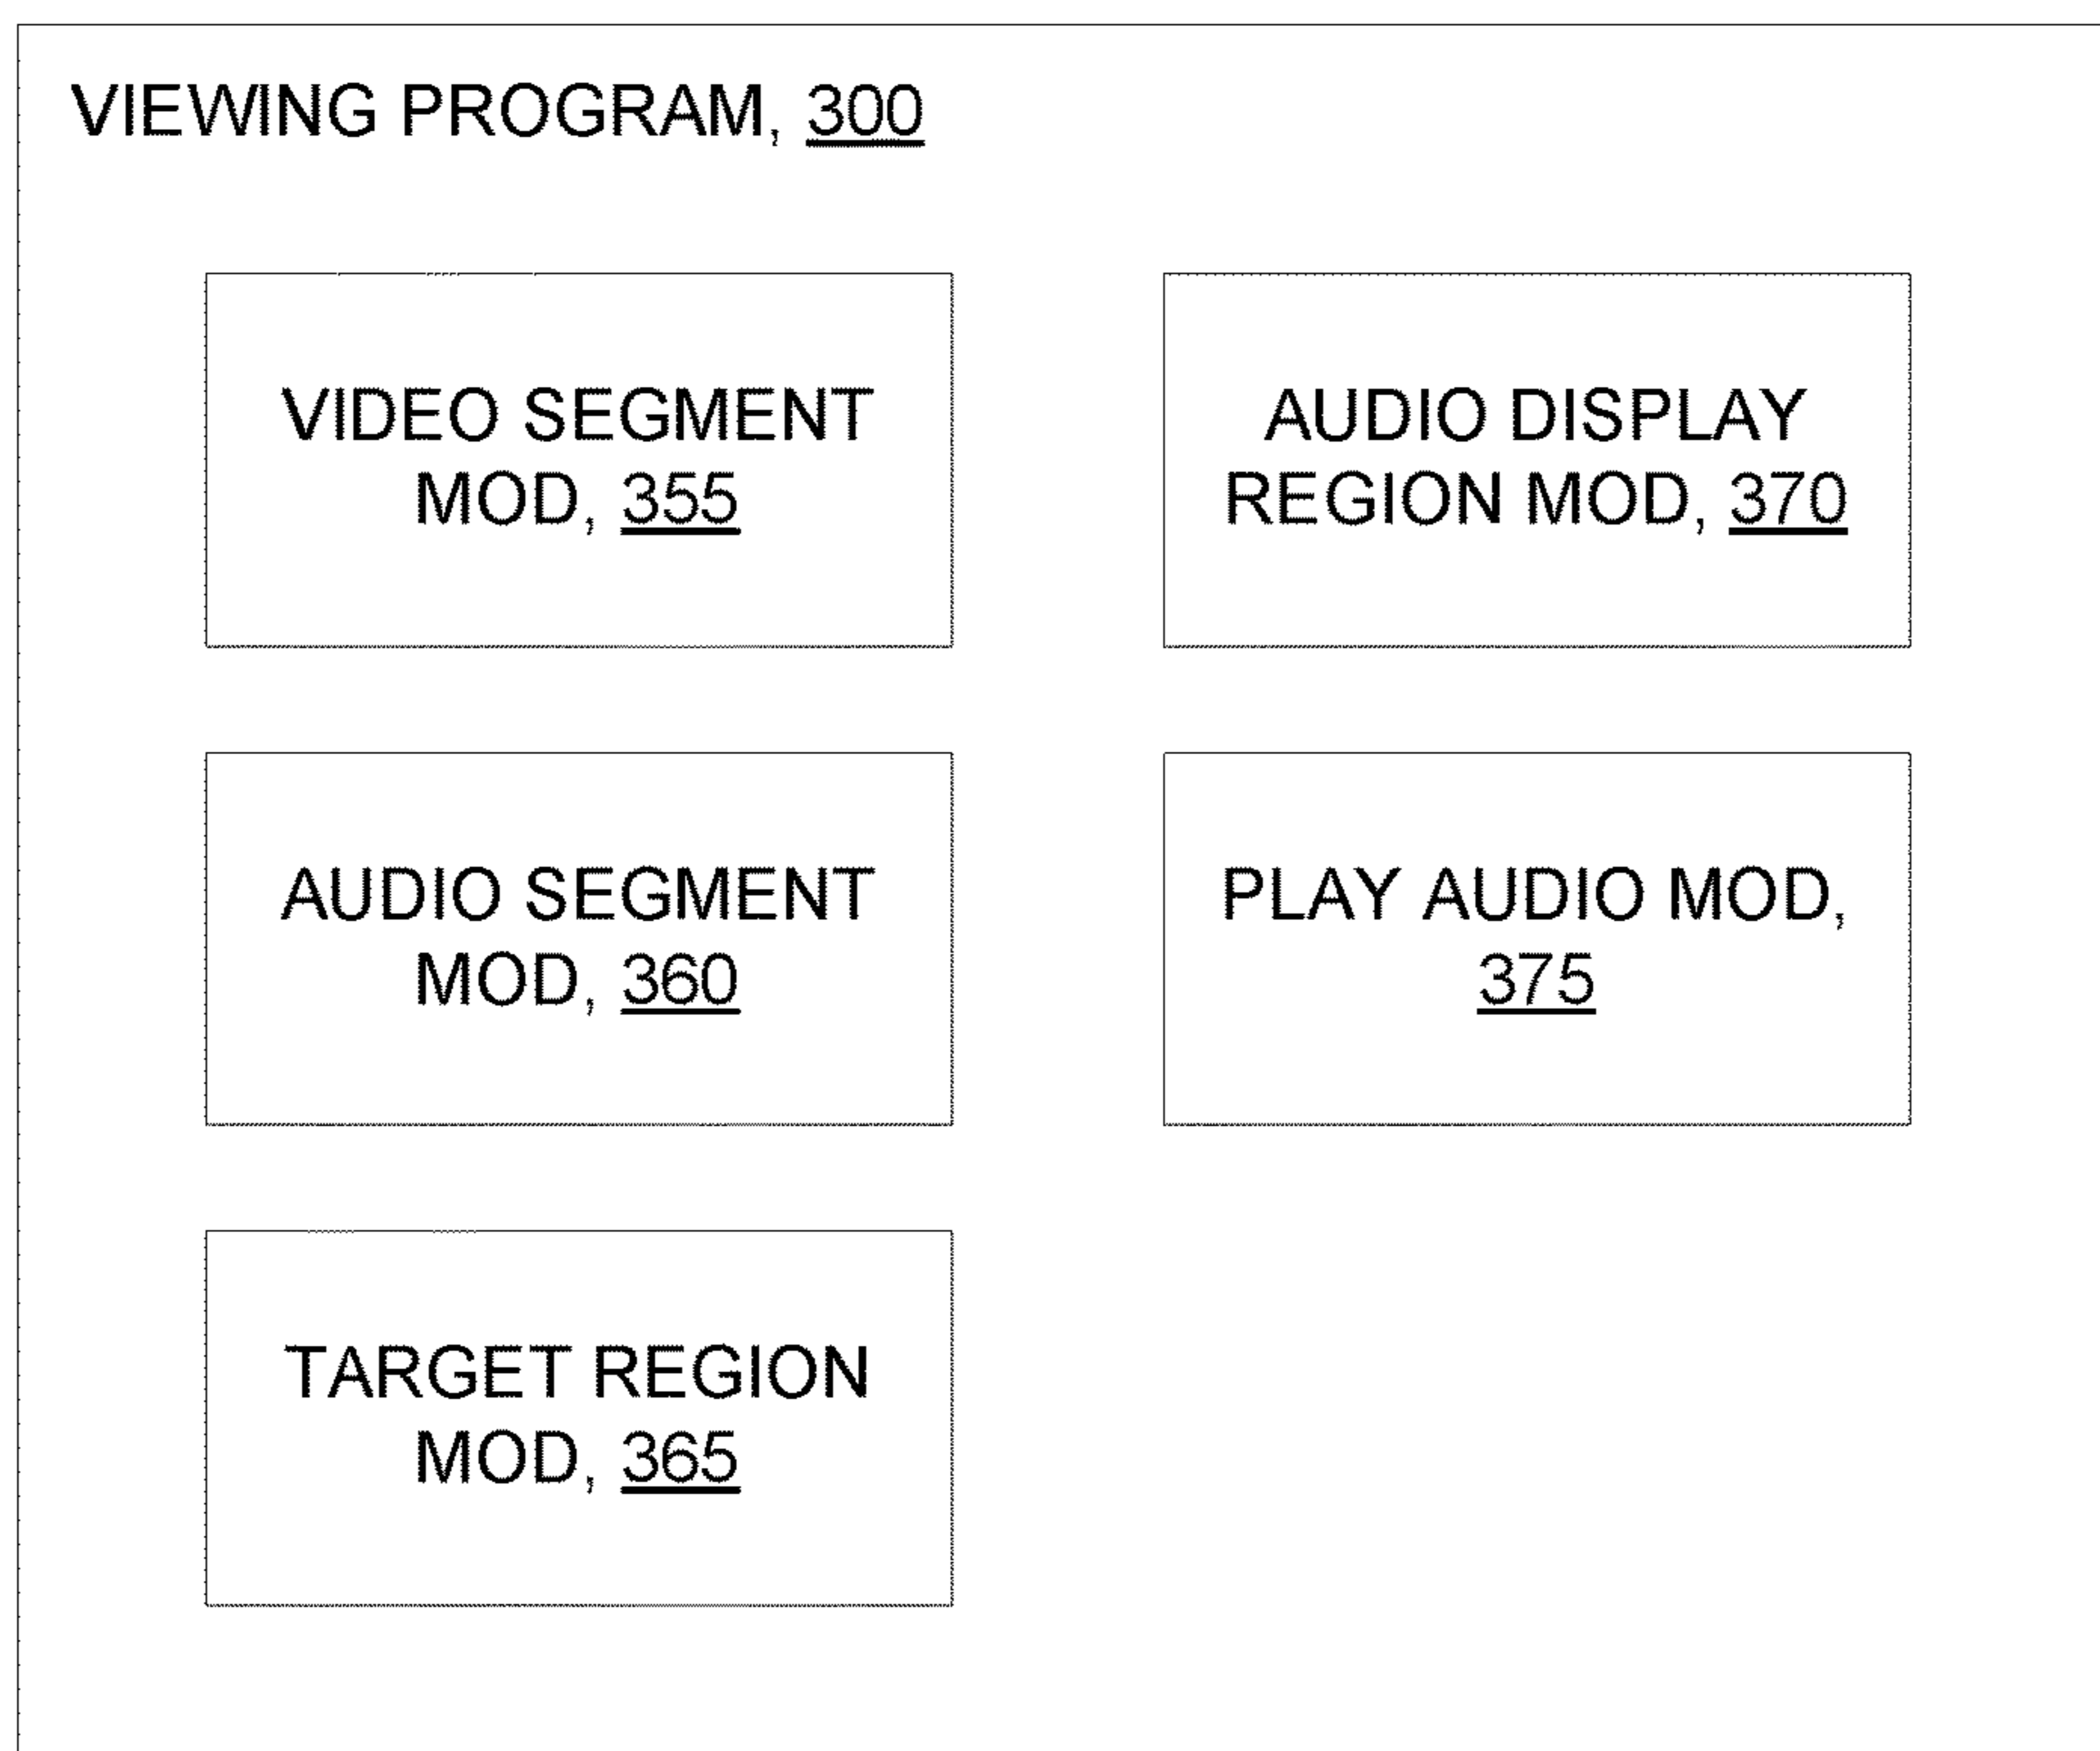 VIEWING PROGRAM, 300
VIDEO SEGMENT
MOD, 355
AUDIO SEGMENT
MOD, 360
TARGET REGION
MOD, 365
AUDIO DISPLAY
REGION MOD, 370
PLAY AUDIO MOD,
375